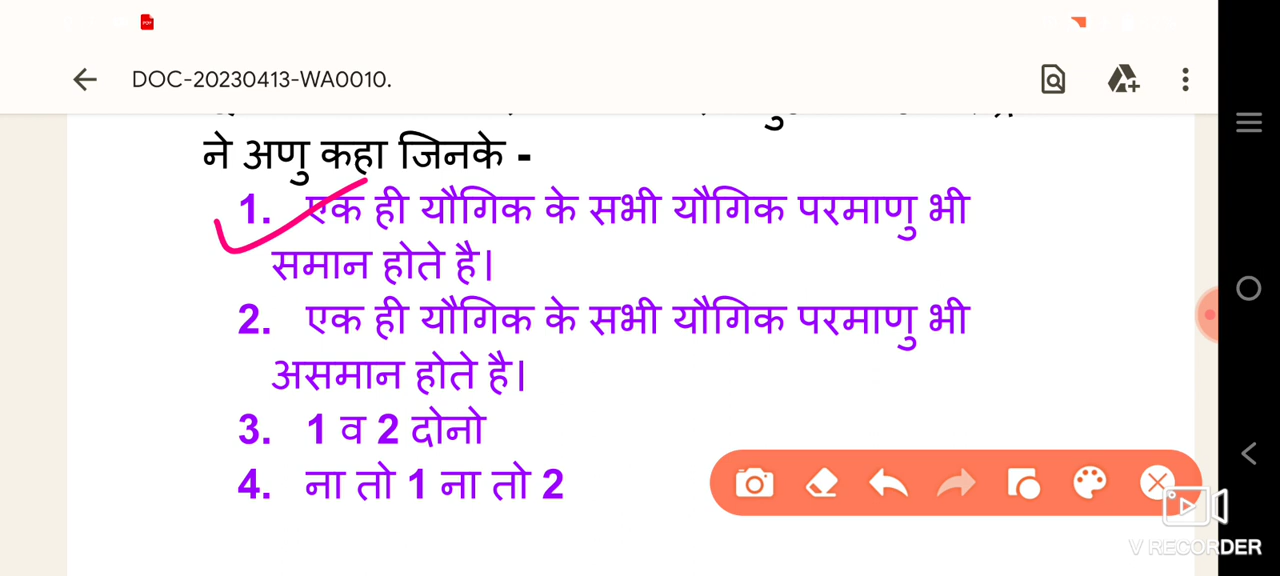 DOC-20230413-WA0010.
ने अणु कहा जिनके -
1. एक ही यौगिक के सभी यौगिक परमाणु भी
समान होते है।
2. एक ही यौगिक के सभी यौगिक परमाणु भी
असमान होते है।
3. 1 व 2 दोनो
4. ना तो 1 ना तो 2
V RECORDER